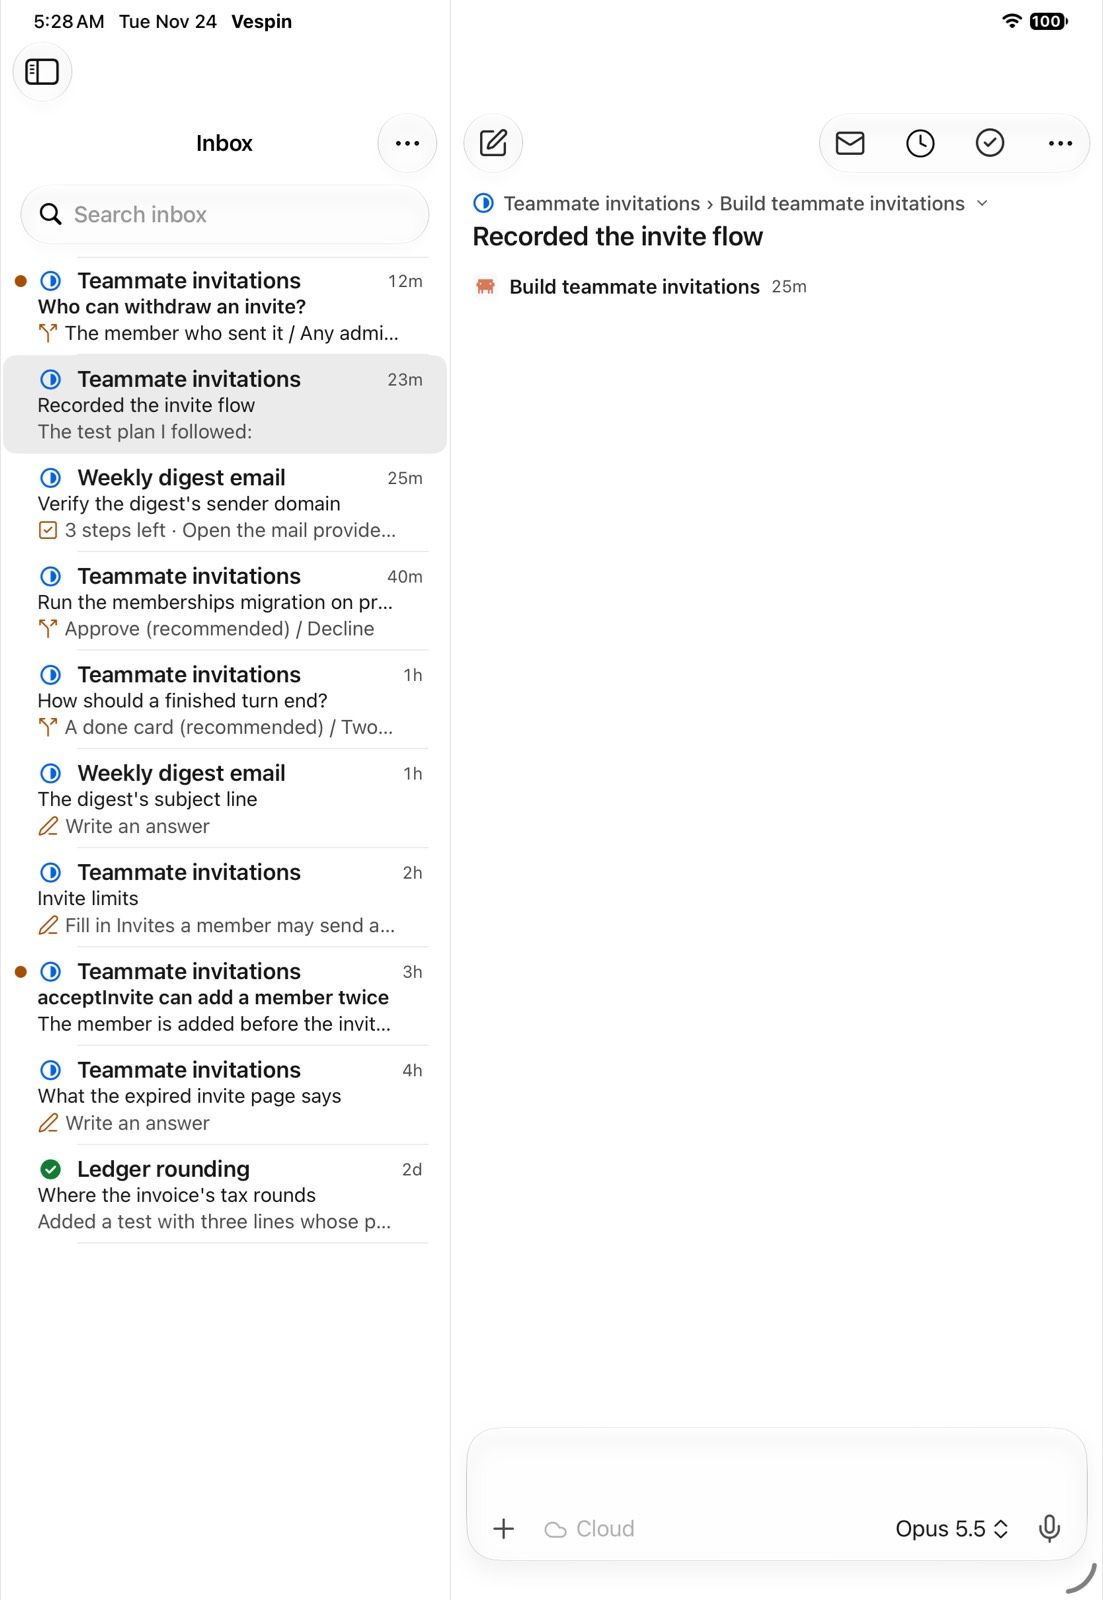 5:28 AM Tue Nov 24 Vespin
100
Inbox
Search inbox
Teammate invitations 12m
Who can withdraw an invite?
The member who sent it / Any admi...
Teammate invitations 23m
Recorded the invite flow
The test plan I followed:
Weekly digest email 25m
Verify the digest's sender domain
3 steps left · Open the mail provide...
Teammate invitations 40m
Run the memberships migration on pr...
Approve (recommended) / Decline
Teammate invitations 1h
How should a finished turn end?
A done card (recommended) / Two...
Weekly digest email 1h
The digest's subject line
Write an answer
Teammate invitations 2h
Invite limits
Fill in Invites a member may send a...
Teammate invitations 3h
acceptInvite can add a member twice
The member is added before the invit...
Teammate invitations 4h
What the expired invite page says
Write an answer
Ledger rounding 2d
Where the invoice's tax rounds
Added a test with three lines whose p...
Teammate invitations › Build teammate invitations
Recorded the invite flow
Build teammate invitations 25m
Cloud
Opus 5.5